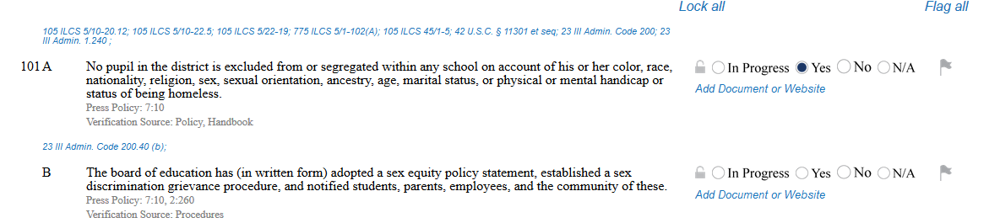 Lock all Flag all
105 ILCS 5/10-20.12; 105 ILCS 5/10-22.5; 105 ILCS 5/22-19; 775 ILCS 5/1-102(A); 105 ILCS 45/1-5; 42 U.S.C. § 11301 et seq; 23 Ill Admin. Code 200; 23
Ill Admin. 1.240 ;
101 A No pupil in the district is excluded from or segregated within any school on account of his or her color, race, In Progress Yes No N/A
nationality, religion, sex, sexual orientation, ancestry, age, marital status, or physical or mental handicap or Add Document or Website
status of being homeless.
Press Policy: 7:10
Verification Source: Policy, Handbook
23 Ill Admin. Code 200.40 (b);
B The board of education has (in written form) adopted a sex equity policy statement, established a sex In Progress Yes No N/A
discrimination grievance procedure, and notified students, parents, employees, and the community of these.
Press Policy: 7:10, 2:260 Add Document or Website
Verification Source: Procedures